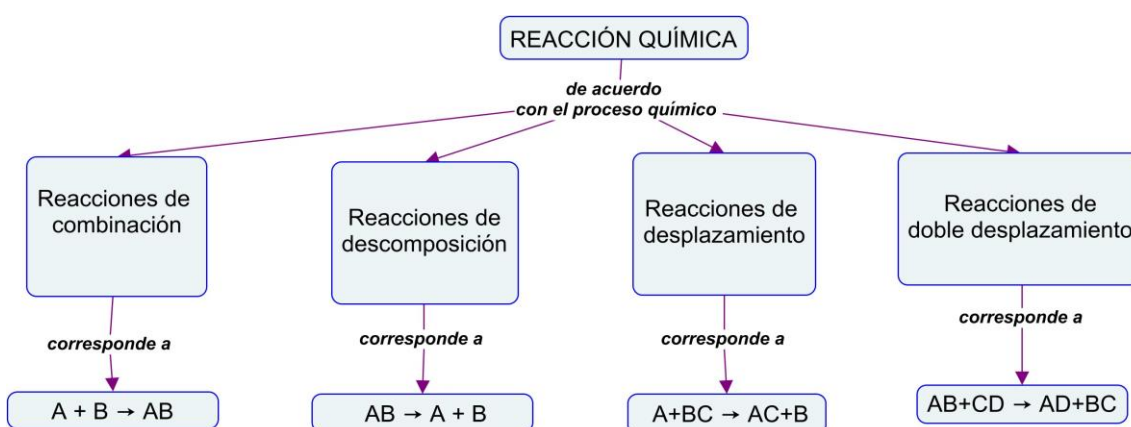 REACCIÓN QUÍMICA
de acuerdo
con el proceso químico
Reacciones de
combinación
Reacciones de
descomposición
Reacciones de
desplazamiento
Reacciones de
doble desplazamiento
corresponde a
corresponde a
corresponde a
corresponde a
A + B → AB
AB → A + B
A+BC → AC+B
AB+CD → AD+BC